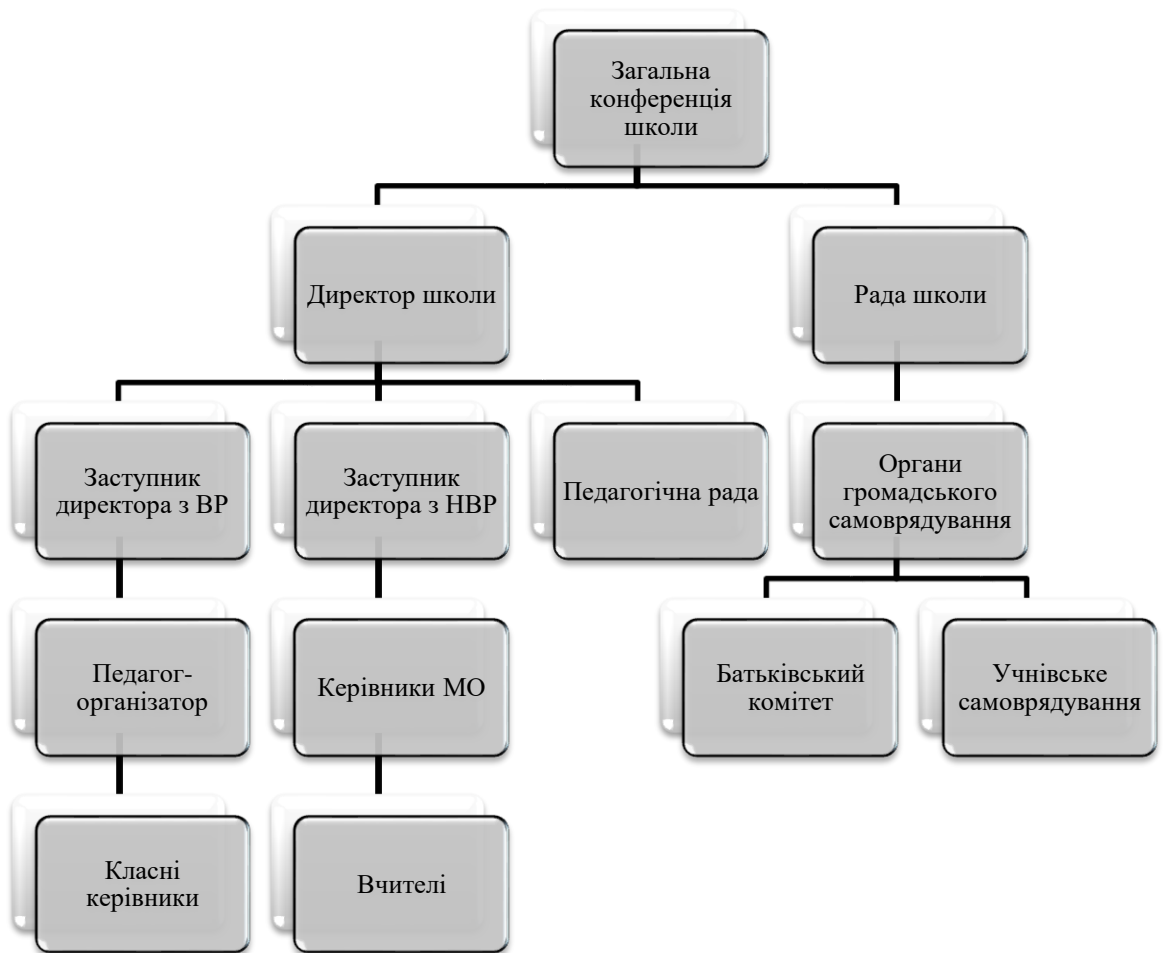 Загальна
конференція
школи
Директор школи
Рада школи
Заступник
директора з ВР
Заступник
директора з НВР
Педагогічна рада
Органи
громадського
самоврядування
Педагог-
організатор
Керівники МО
Батьківський
комітет
Учнівське
самоврядування
Класні
керівники
Вчителі